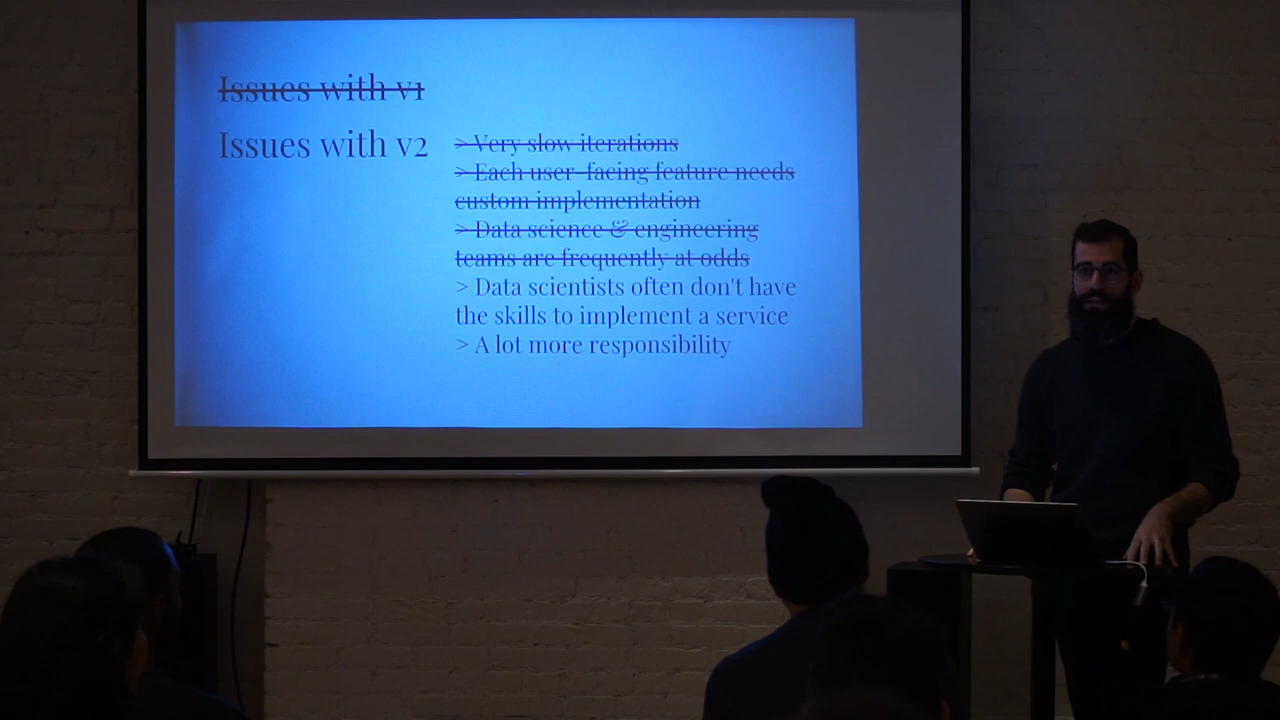 Issues with v1
Issues with v2
> Very slow iterations
> Each user-facing feature needs
custom implementation
> Data science & engineering
teams are frequently at odds
> Data scientists often don't have
the skills to implement a service
> A lot more responsibility